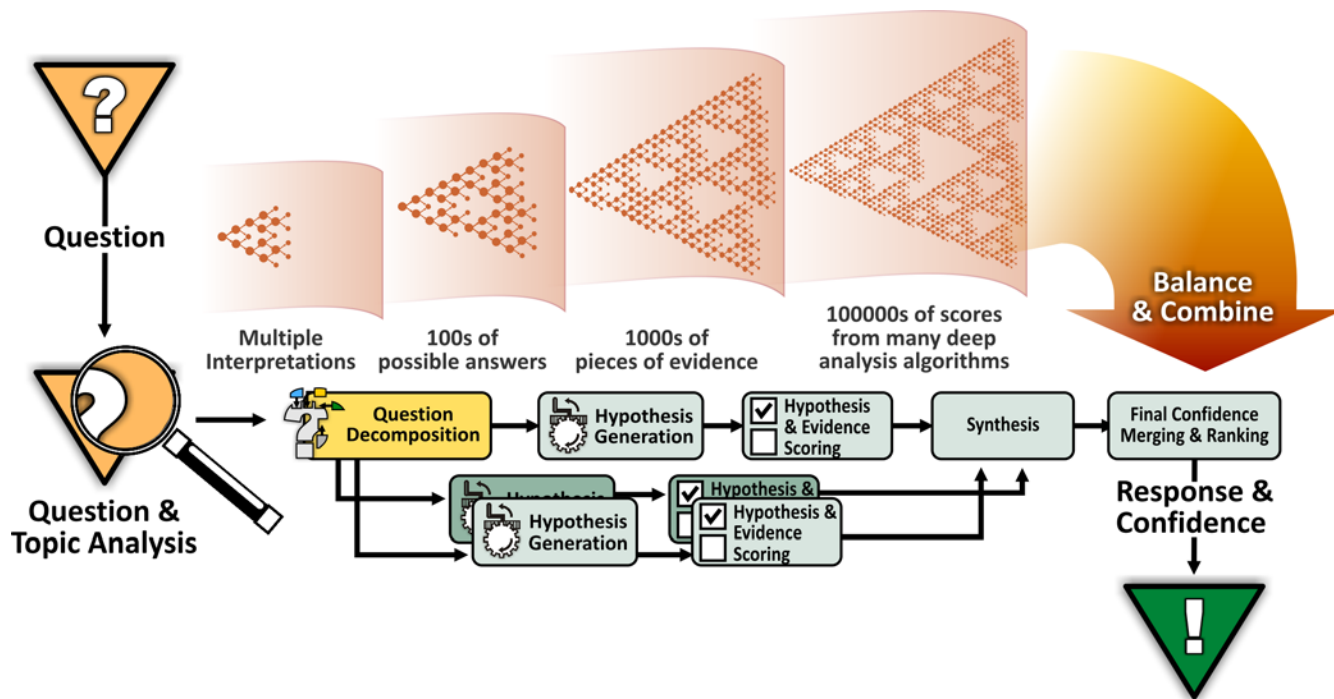 ?
Question
Question &
Topic Analysis
Multiple
Interpretations
100s of
possible answers
1000s of
pieces of evidence
100000s of scores
from many deep
analysis algorithms
Balance
& Combine
Question
Decomposition
Hypothesis
Generation
Hypothesis
& Evidence
Scoring
Synthesis
Final Confidence
Merging & Ranking
Hypothesis
Hypothesis &
Hypothesis
Generation
Hypothesis &
Evidence
Scoring
Response &
Confidence
!